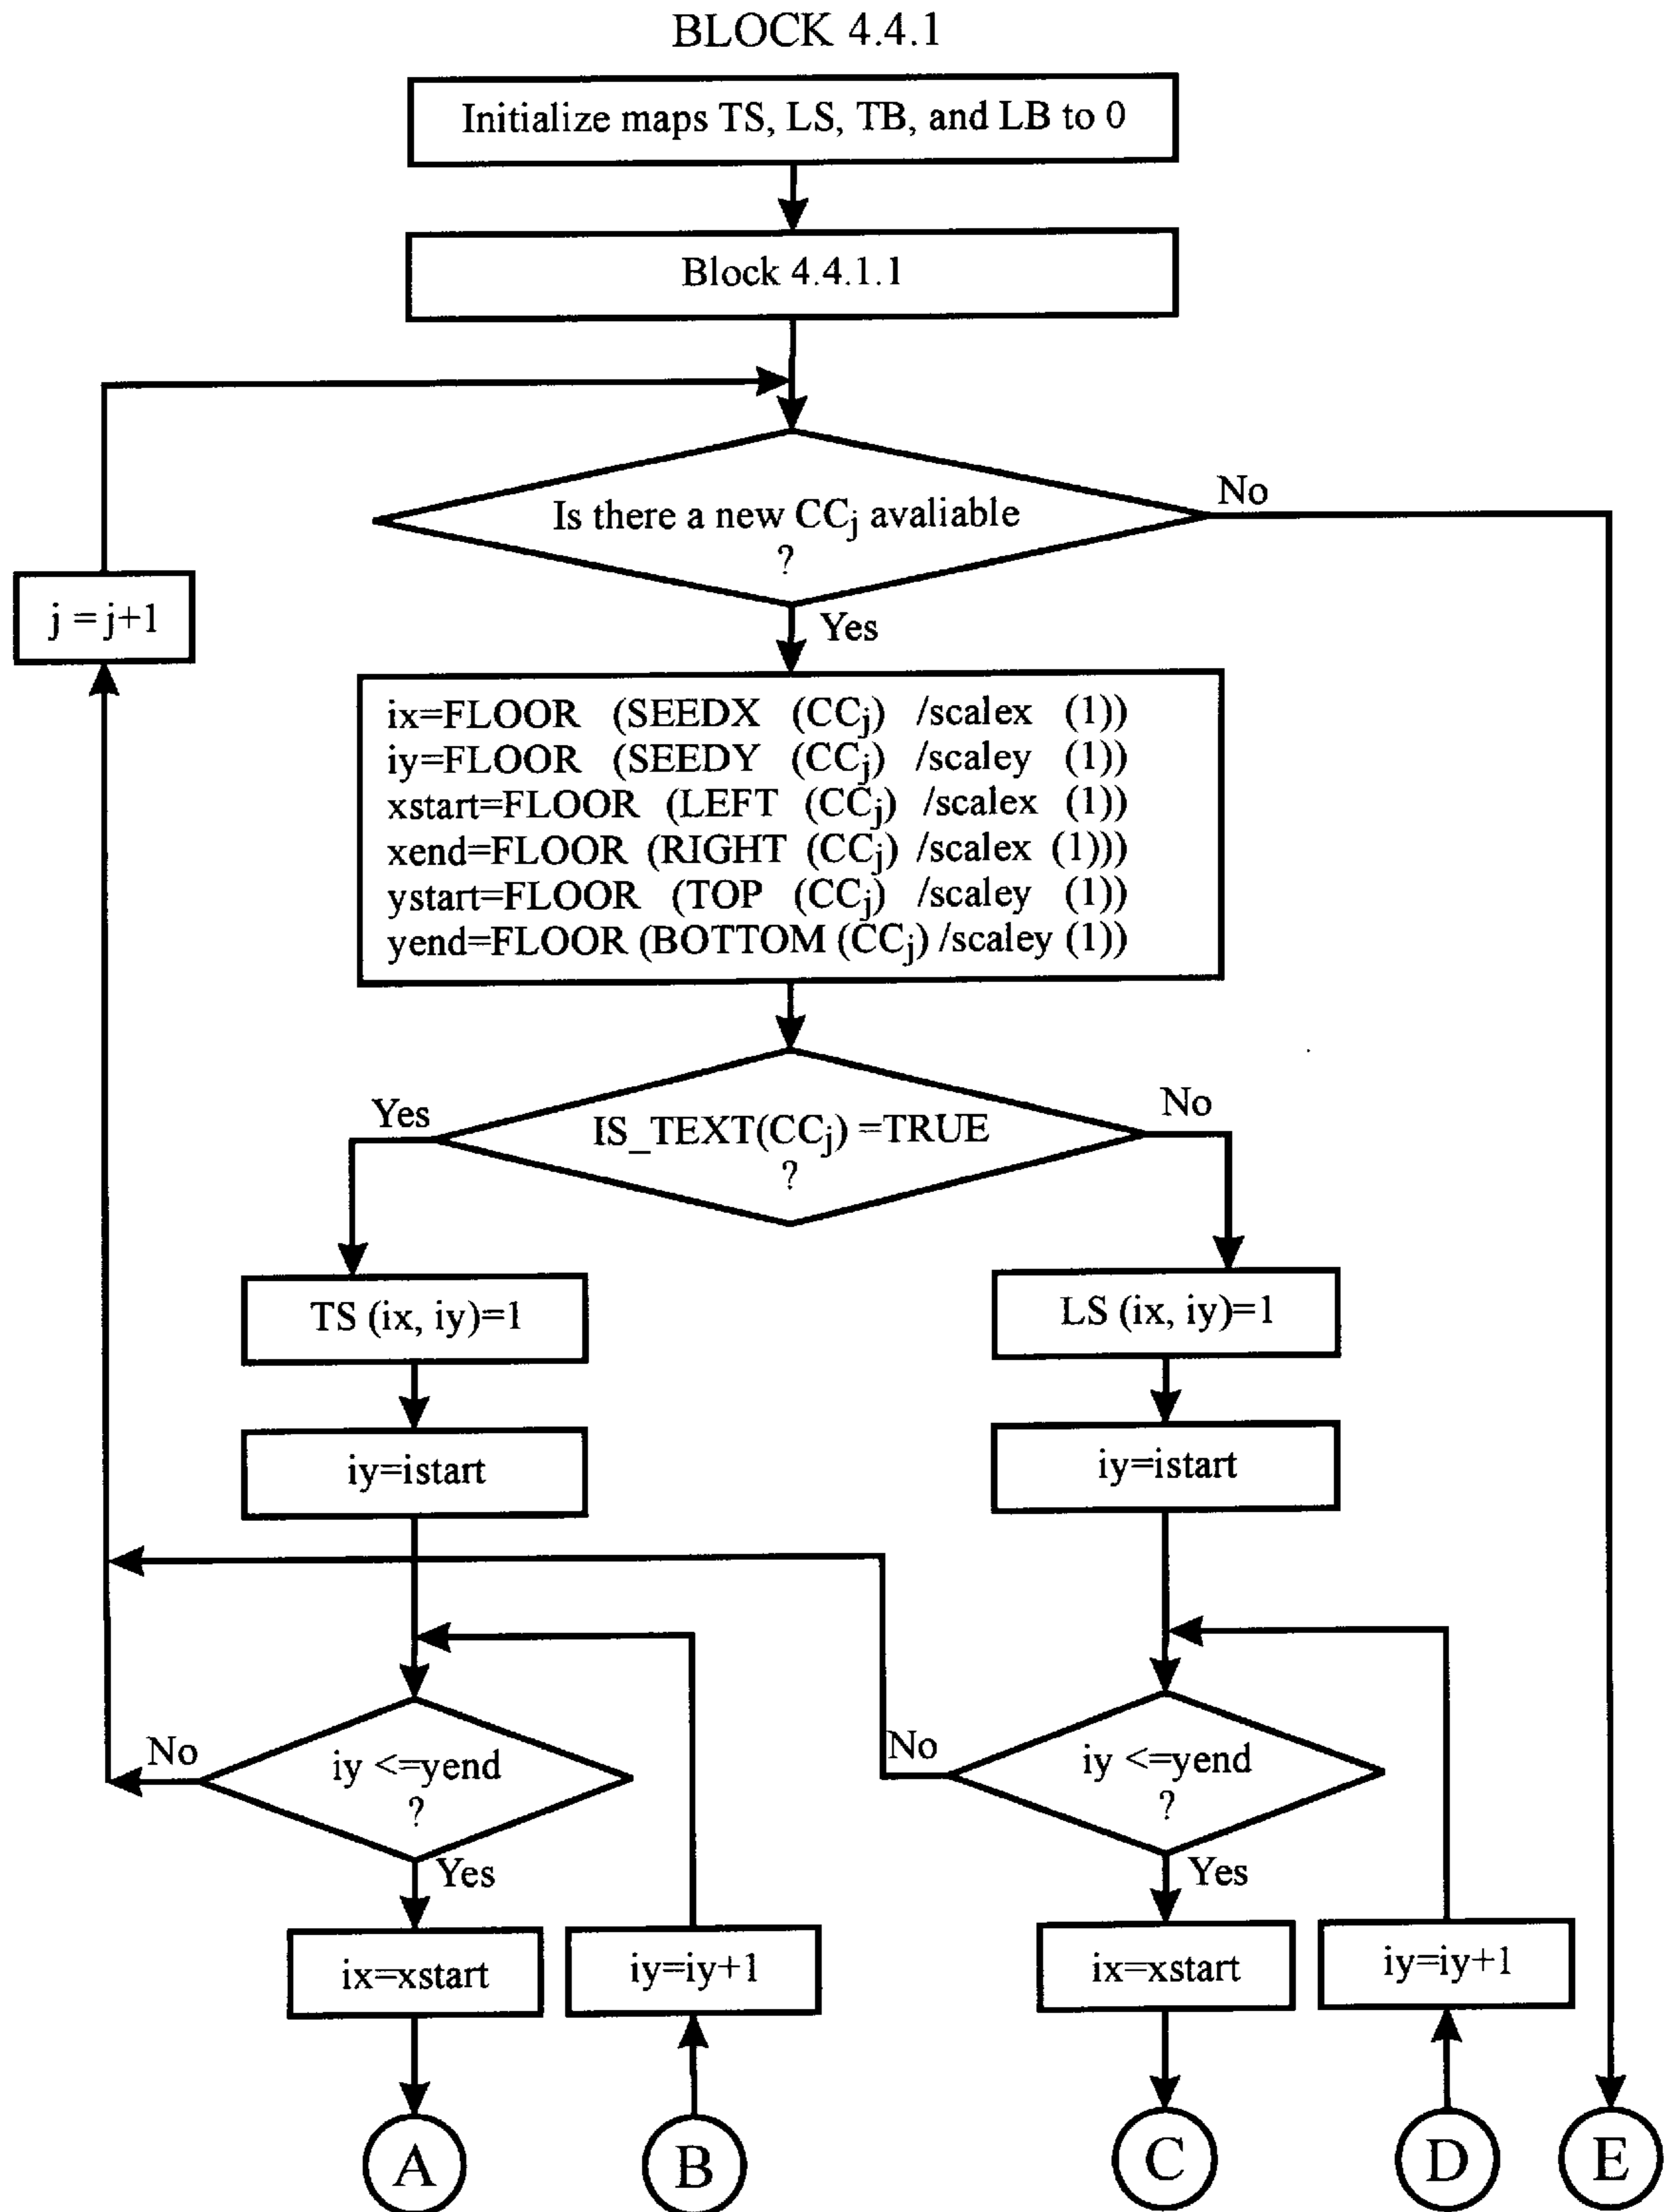 BLOCK 4.4.1
Initialize maps TS, LS, TB, and LB to 0
Block 4.4.1.1
Is there a new CCj avaliable
?
No
j = j+1
Yes
ix=FLOOR (SEEDX (CCj) /scalex (1))
iy=FLOOR (SEEDY (CCj) /scaley (1))
xstart=FLOOR (LEFT (CCj) /scalex (1))
xend=FLOOR (RIGHT (CCj) /scalex (1)))
ystart=FLOOR (TOP (CCj) /scaley (1))
yend=FLOOR (BOTTOM (CCj) /scaley (1))
Yes
IS_TEXT(CCj) =TRUE
?
No
TS (ix, iy)=1
LS (ix, iy)=1
iy=istart
iy=istart
No
iy <=yend
?
No
iy <=yend
?
Yes
Yes
ix=xstart
iy=iy+1
ix=xstart
iy=iy+1
A
B
C
D
E